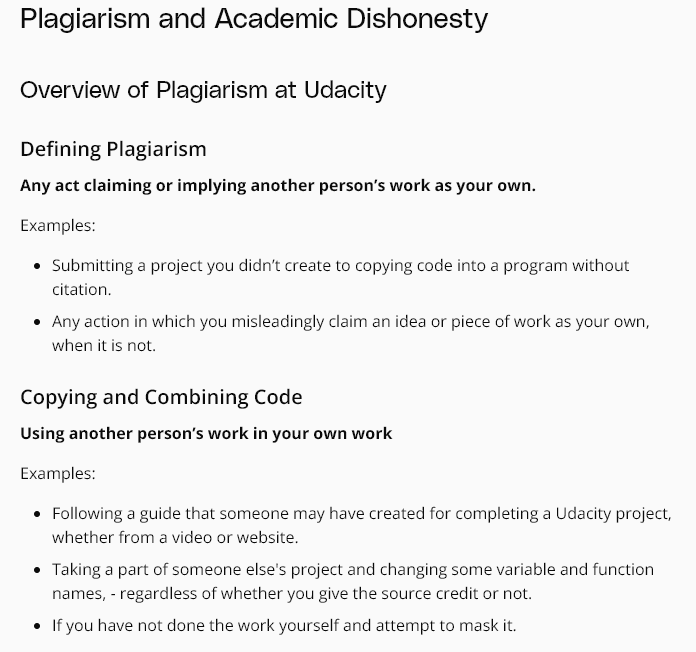 Plagiarism and Academic Dishonesty
Overview of Plagiarism at Udacity
Defining Plagiarism
Any act claiming or implying another person’s work as your own.
Examples:
• Submitting a project you didn’t create to copying code into a program without
citation.
• Any action in which you misleadingly claim an idea or piece of work as your own,
when it is not.
Copying and Combining Code
Using another person’s work in your own work
Examples:
• Following a guide that someone may have created for completing a Udacity project,
whether from a video or website.
• Taking a part of someone else's project and changing some variable and function
names, - regardless of whether you give the source credit or not.
• If you have not done the work yourself and attempt to mask it.